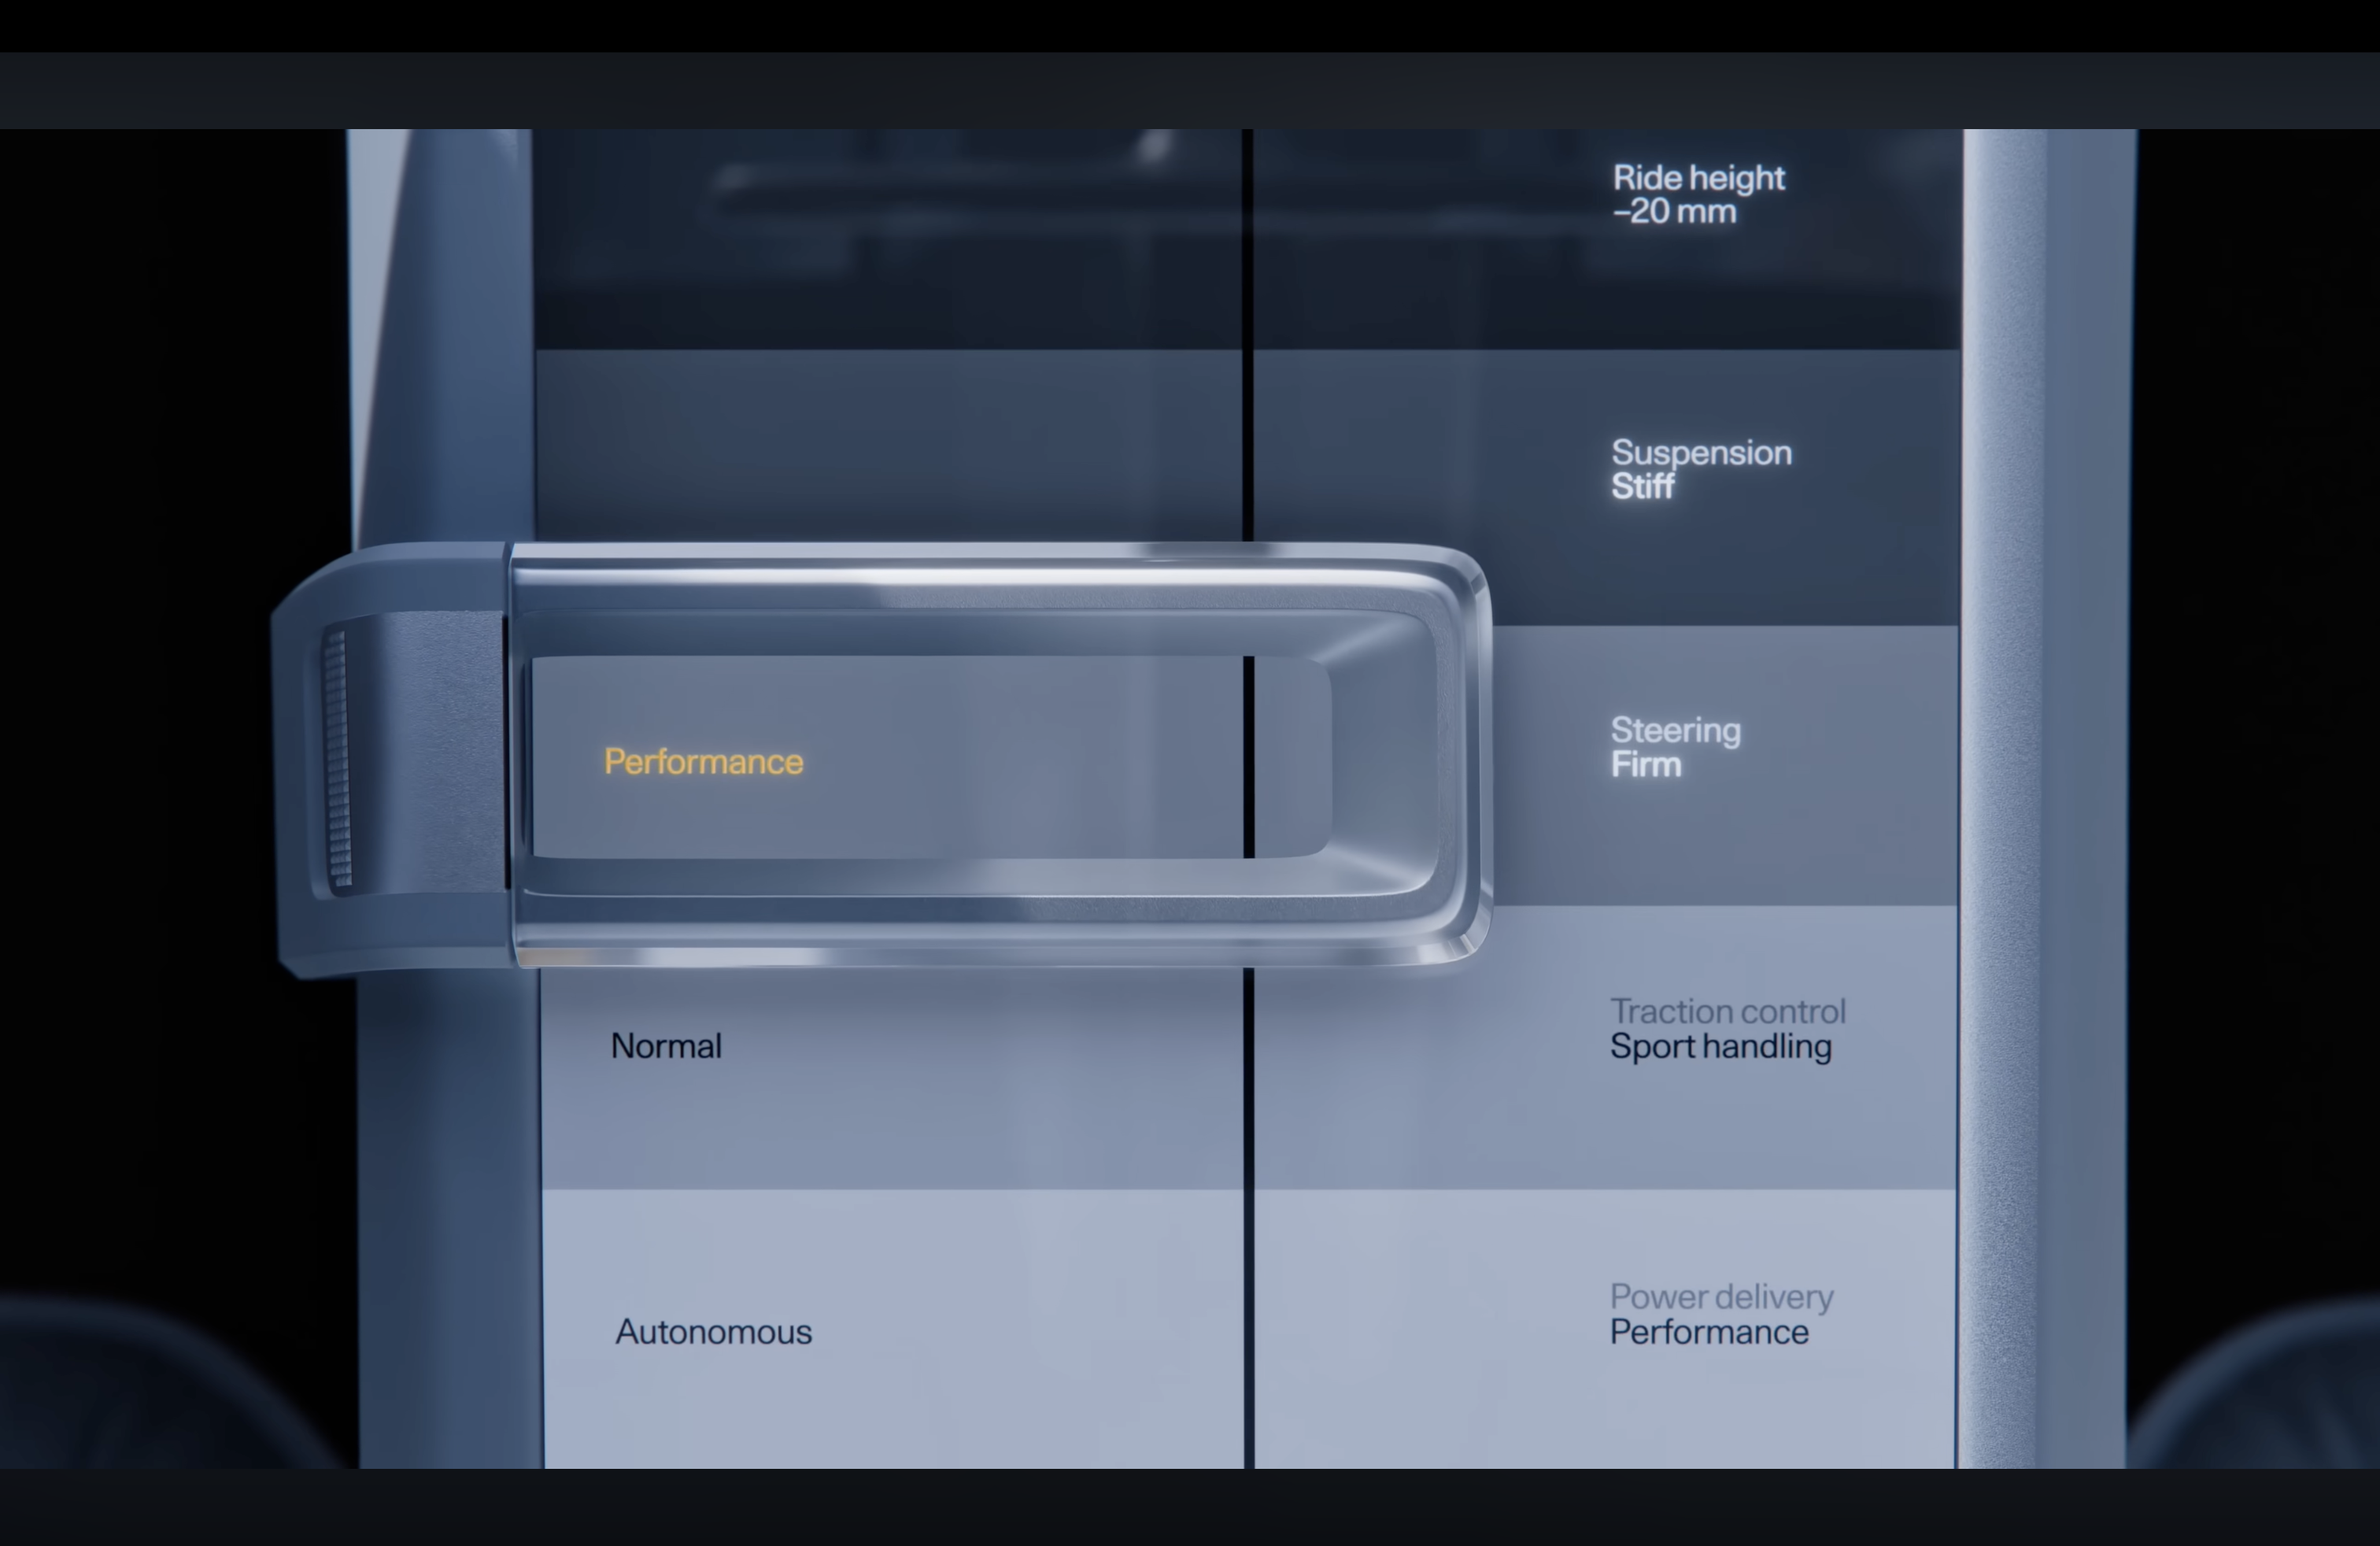 Ride height
–20 mm
Suspension
Stiff
Performance
Steering
Firm
Normal
Traction control
Sport handling
Autonomous
Power delivery
Performance